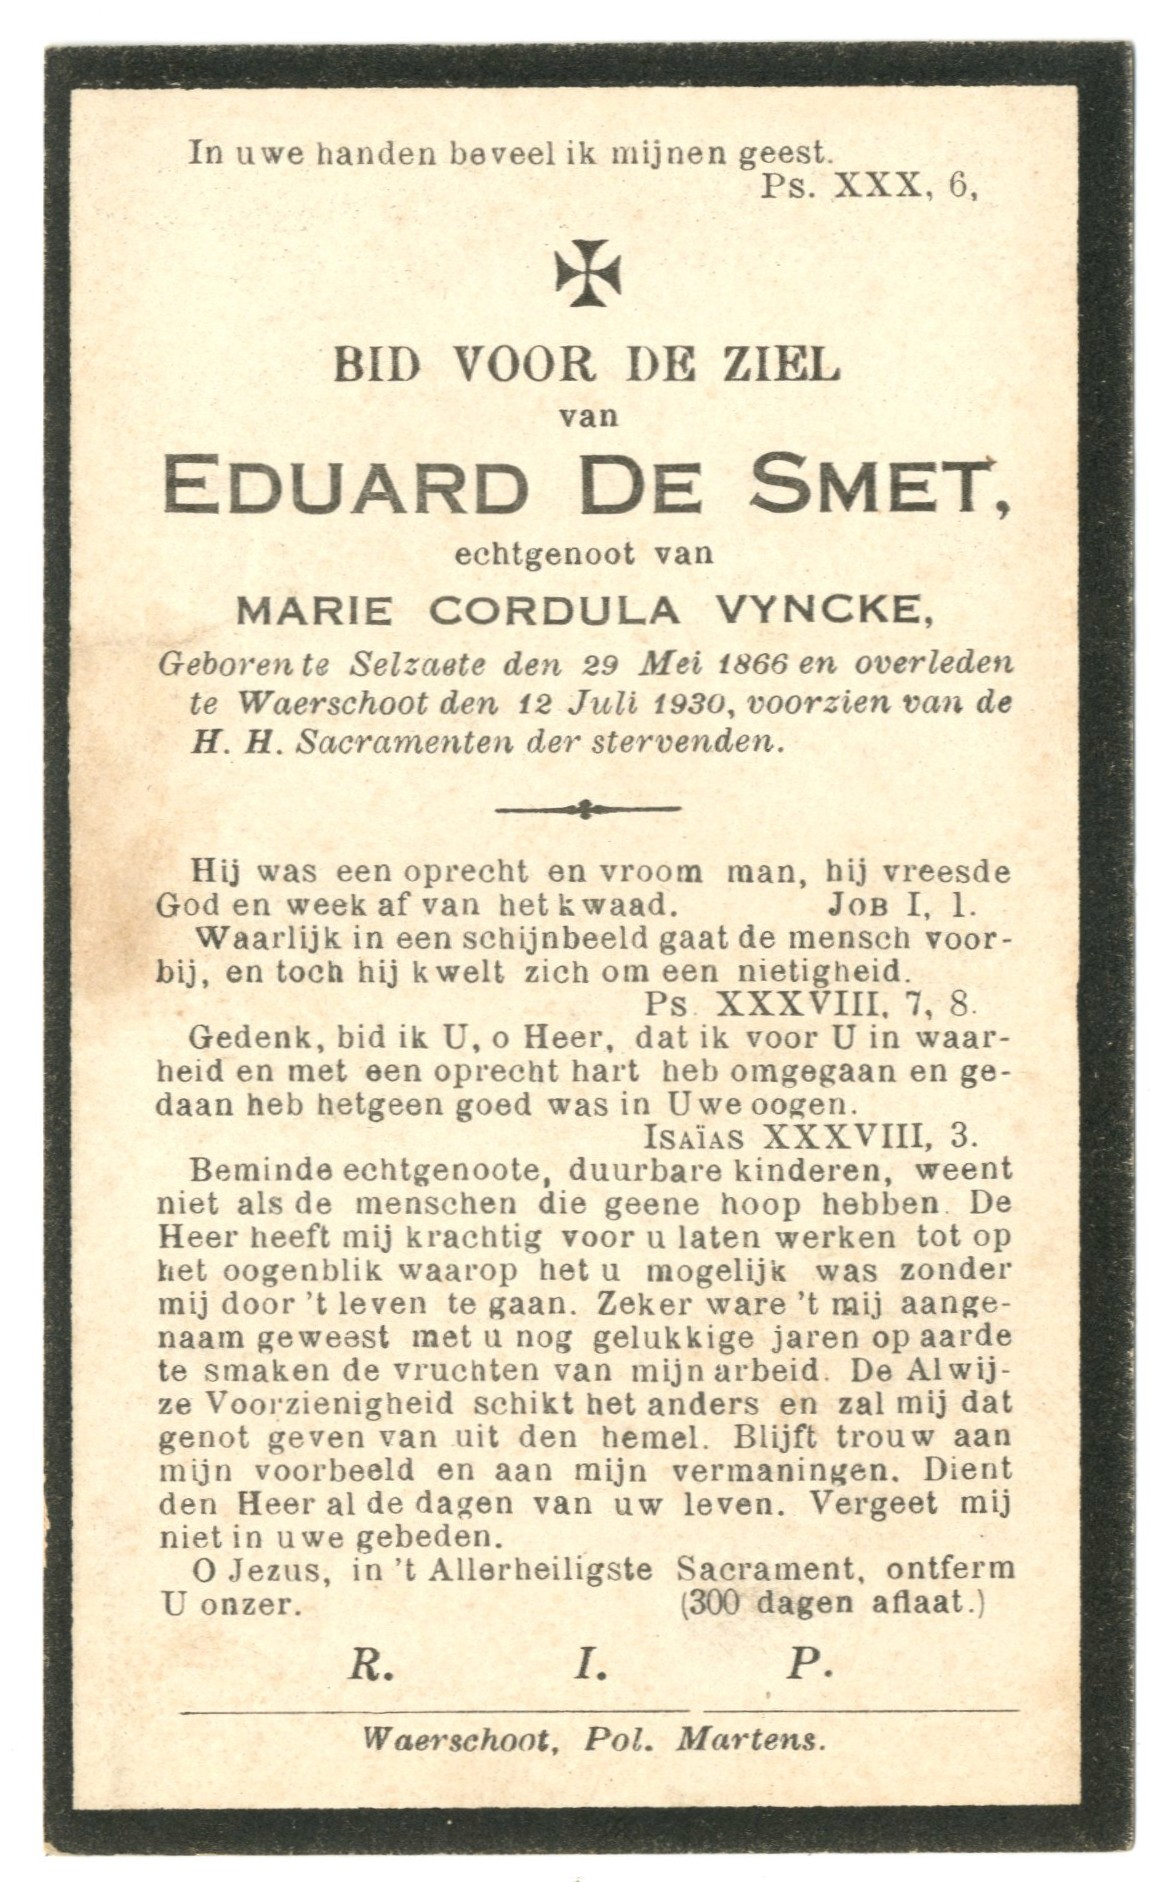 In uwe handen beveel ik mijnen geest.
Ps. XXX, 6,
BID VOOR DE ZIEL
van
EDUARD DE SMET,
echtgenoot van
MARIE CORDULA VYNCKE,
Geboren te Selzaete den 29 Mei 1866 en overleden
te Waerschoot den 12 Juli 1930, voorzien van de
H. H. Sacramenten der stervenden.
Hij was een oprecht en vroom man, hij vreesde
God en week af van het kwaad. JOB I, 1.
Waarlijk in een schijnbeeld gaat de mensch voor-
bij, en toch hij kwelt zich om een nietigheid.
Ps. XXXVIII, 7, 8.
Gedenk, bid ik U, o Heer, dat ik voor U in waar-
heid en met een oprecht hart heb omgegaan en ge-
daan heb hetgeen goed was in Uwe oogen.
ISAÏAS XXXVIII, 3.
Beminde echtgenoote, duurbare kinderen, weent
niet als de menschen die geene hoop hebben. De
Heer heeft mij krachtig voor u laten werken tot op
het oogenblik waarop het u mogelijk was zonder
mij door 't leven te gaan. Zeker ware 't mij aange-
naam geweest met u nog gelukkige jaren op aarde
te smaken de vruchten van mijn arbeid. De Alwij-
ze Voorzienigheid schikt het anders en zal mij dat
genot geven van uit den hemel. Blijft trouw aan
mijn voorbeeld en aan mijn vermaningen. Dient
den Heer al de dagen van uw leven. Vergeet mij
niet in uwe gebeden.
O Jezus, in 't Allerheiligste Sacrament, ontferm
U onzer. (300 dagen aflaat.)
R. I. P.
Waerschoot, Pol. Martens.